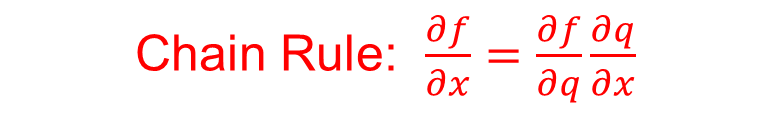 Chain Rule: ∂f/∂x = ∂f/∂q ∂q/∂x